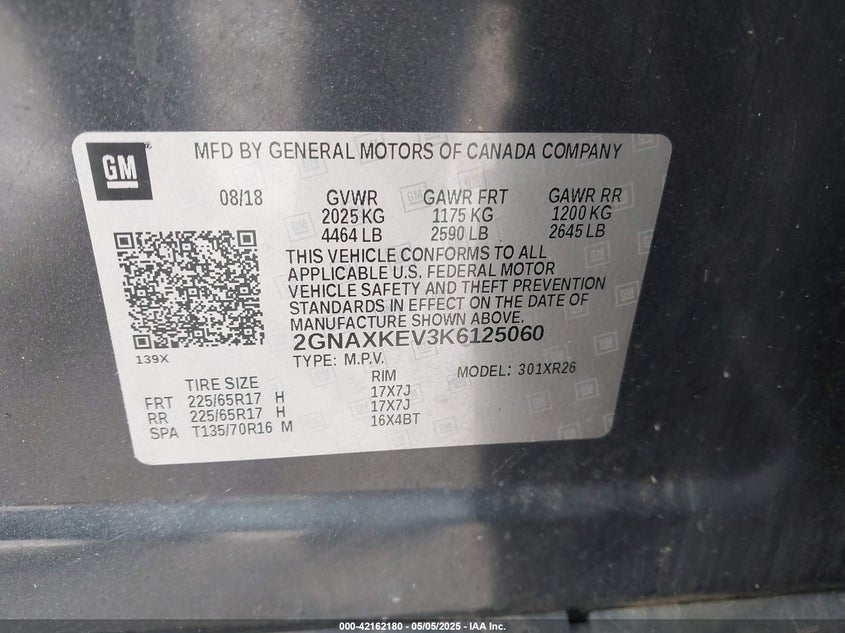 GM
MFD BY GENERAL MOTORS OF CANADA COMPANY
08/18 GVWR GAWR FRT GAWR RR
2025 KG 1175 KG 1200 KG
4464 LB 2590 LB 2645 LB
THIS VEHICLE CONFORMS TO ALL
APPLICABLE U.S. FEDERAL MOTOR
VEHICLE SAFETY AND THEFT PREVENTION
STANDARDS IN EFFECT ON THE DATE OF
MANUFACTURE SHOWN ABOVE.
2GNAXKEV3K6125060
139X
TYPE: M.P.V. MODEL: 301XR26
TIRE SIZE RIM
FRT 225/65R17 H 17X7J
RR 225/65R17 H 17X7J
SPA T135/70R16 M 16X4BT
000-42162180 - 05/05/2025 - IAA Inc.